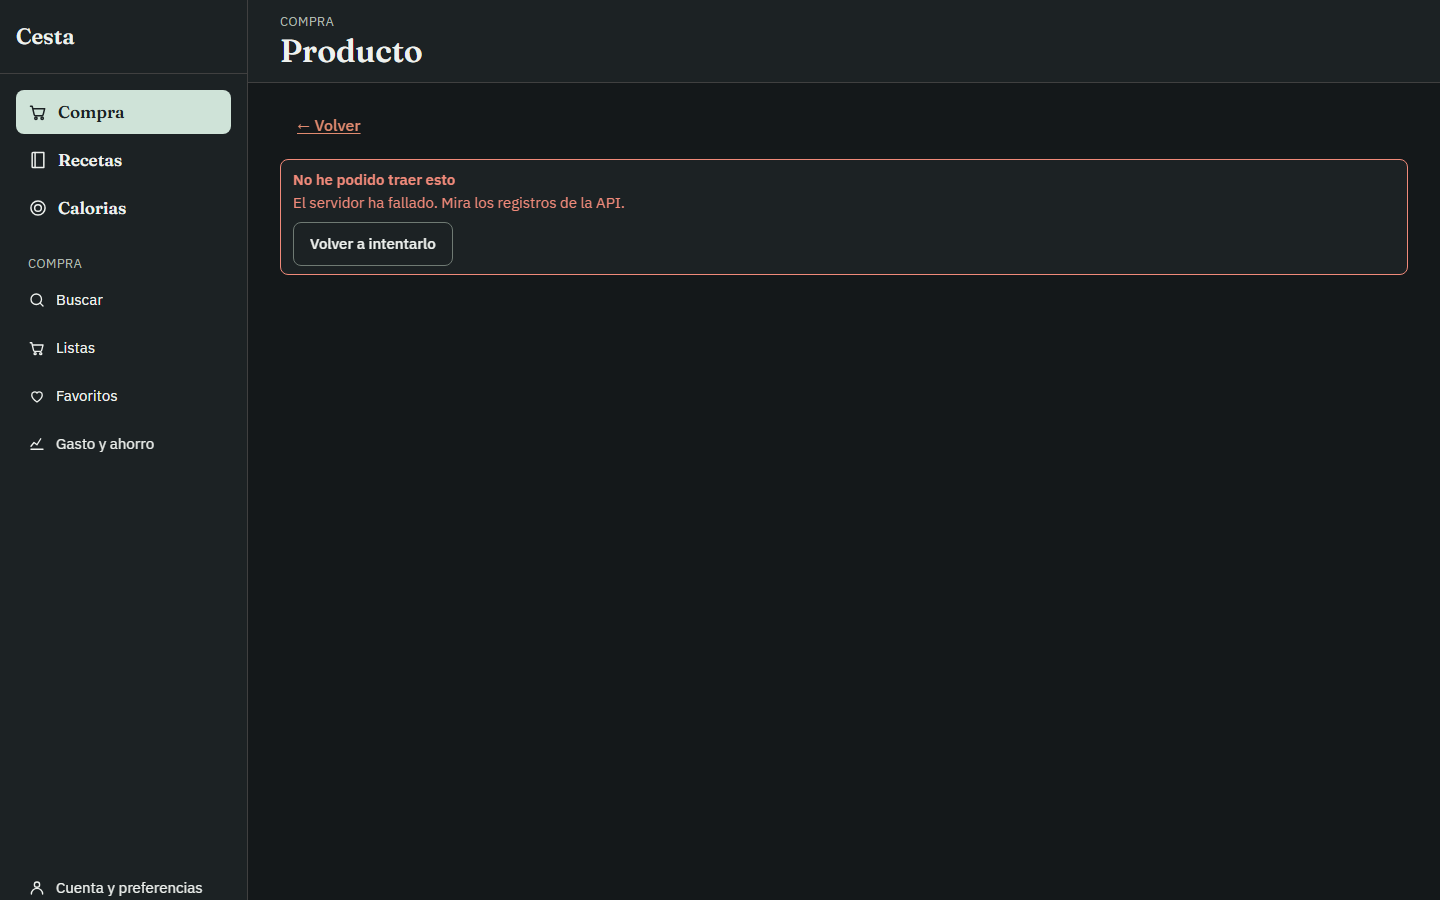 Cesta
Compra
Recetas
Calorias
COMPRA
Buscar
Listas
Favoritos
Gasto y ahorro
Cuenta y preferencias
COMPRA
Producto
← Volver
No he podido traer esto
El servidor ha fallado. Mira los registros de la API.
Volver a intentarlo